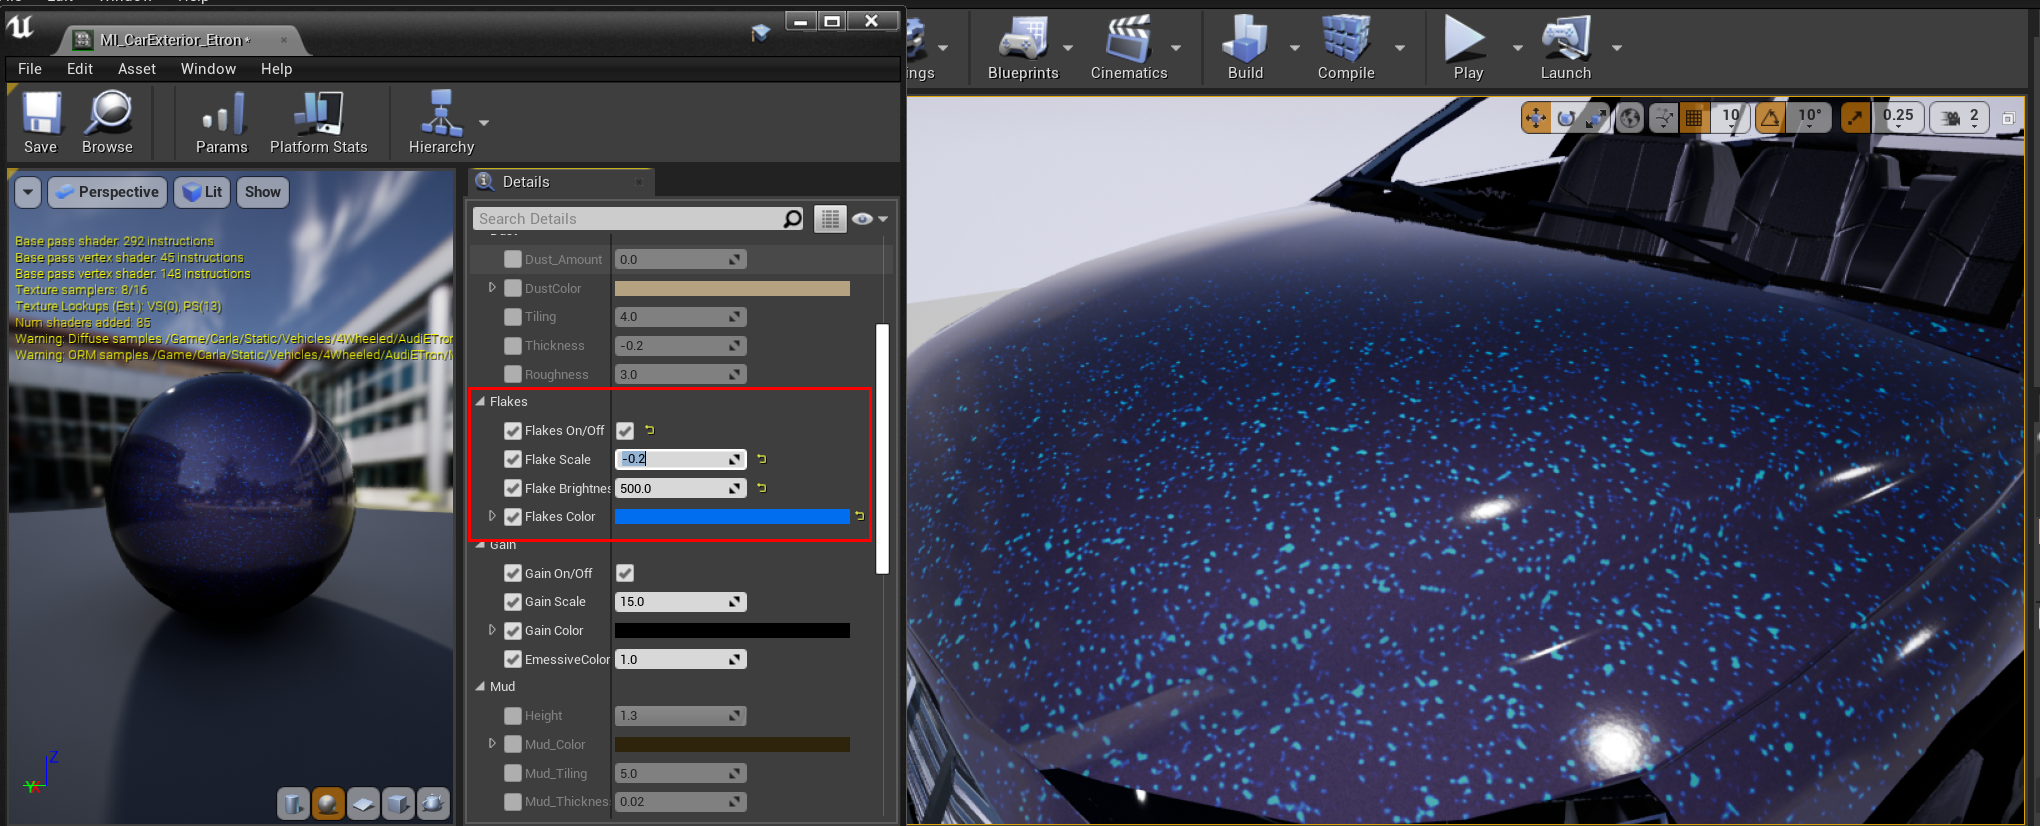 MI_CarExterior_Etron*
File Edit Asset Window Help
Save Browse Params Platform Stats Hierarchy
Blueprints Cinematics Build Compile Play Launch
Perspective Lit Show
Base pass shader: 292 instructions
Base pass vertex shader: 45 instructions
Base pass vertex shader: 148 instructions
Texture samplers: 8/16
Texture Lookups (Est.): VS(0), PS(13)
Num shaders added: 85
Warning: Diffuse samples /Game/Carla/Static/Vehicles/4Wheeled/AudiETron
Warning: ORM samples /Game/Carla/Static/Vehicles/4Wheeled/AudiETron/
Z
Details
Search Details
Dust_Amount 0.0
DustColor
Tiling 4.0
Thickness -0.2
Roughness 3.0
Flakes
Flakes On/Off
Flake Scale -0.2
Flake Brightnes 500.0
Flakes Color
Gain
Gain On/Off
Gain Scale 15.0
Gain Color
EmessiveColor 1.0
Mud
Height 1.3
Mud_Color
Mud_Tiling 5.0
Mud_Thicknes 0.02
10 10° 0.25 2